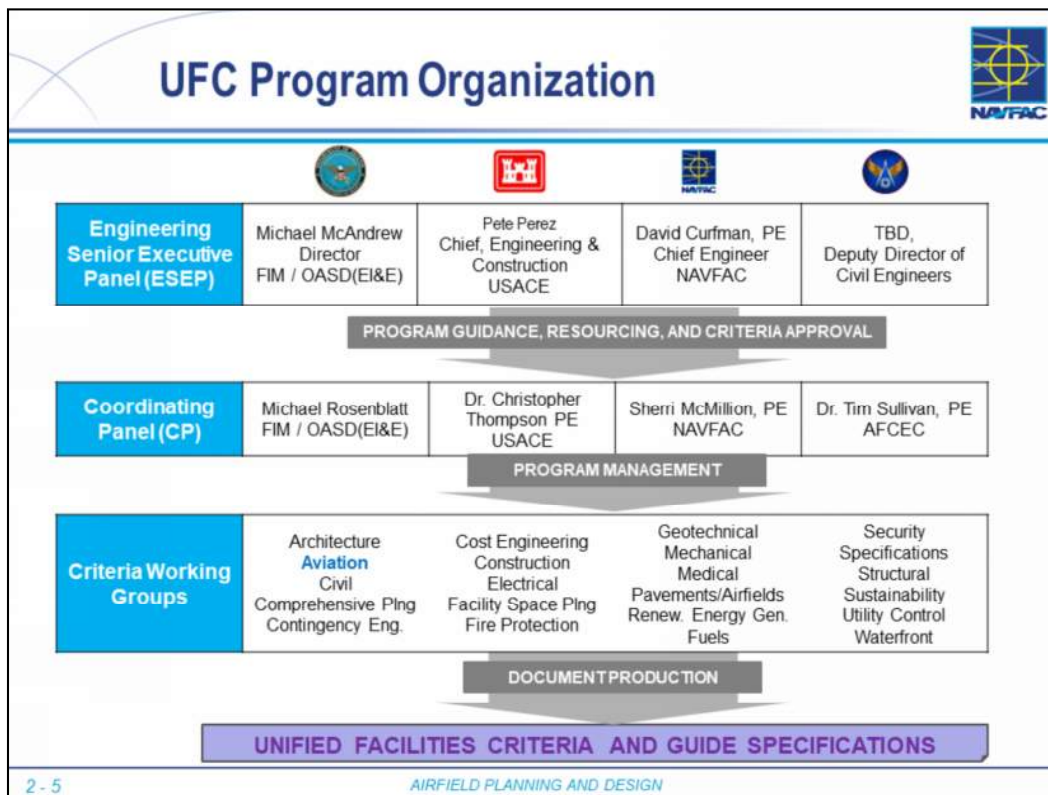 UFC Program Organization
NAVFAC
NAVFAC
Engineering
Senior Executive
Panel (ESEP)
Michael McAndrew
Director
FIM / OASD(EI&E)
Pete Perez
Chief, Engineering &
Construction
USACE
David Curfman, PE
Chief Engineer
NAVFAC
TBD,
Deputy Director of
Civil Engineers
PROGRAM GUIDANCE, RESOURCING, AND CRITERIA APPROVAL
Coordinating
Panel (CP)
Michael Rosenblatt
FIM / OASD(EI&E)
Dr. Christopher
Thompson PE
USACE
Sherri McMillion, PE
NAVFAC
Dr. Tim Sullivan, PE
AFCEC
PROGRAM MANAGEMENT
Criteria Working
Groups
Architecture
Aviation
Civil
Comprehensive Plng
Contingency Eng.
Cost Engineering
Construction
Electrical
Facility Space Plng
Fire Protection
Geotechnical
Mechanical
Medical
Pavements/Airfields
Renew. Energy Gen.
Fuels
Security
Specifications
Structural
Sustainability
Utility Control
Waterfront
DOCUMENT PRODUCTION
UNIFIED FACILITIES CRITERIA AND GUIDE SPECIFICATIONS
2 - 5
AIRFIELD PLANNING AND DESIGN